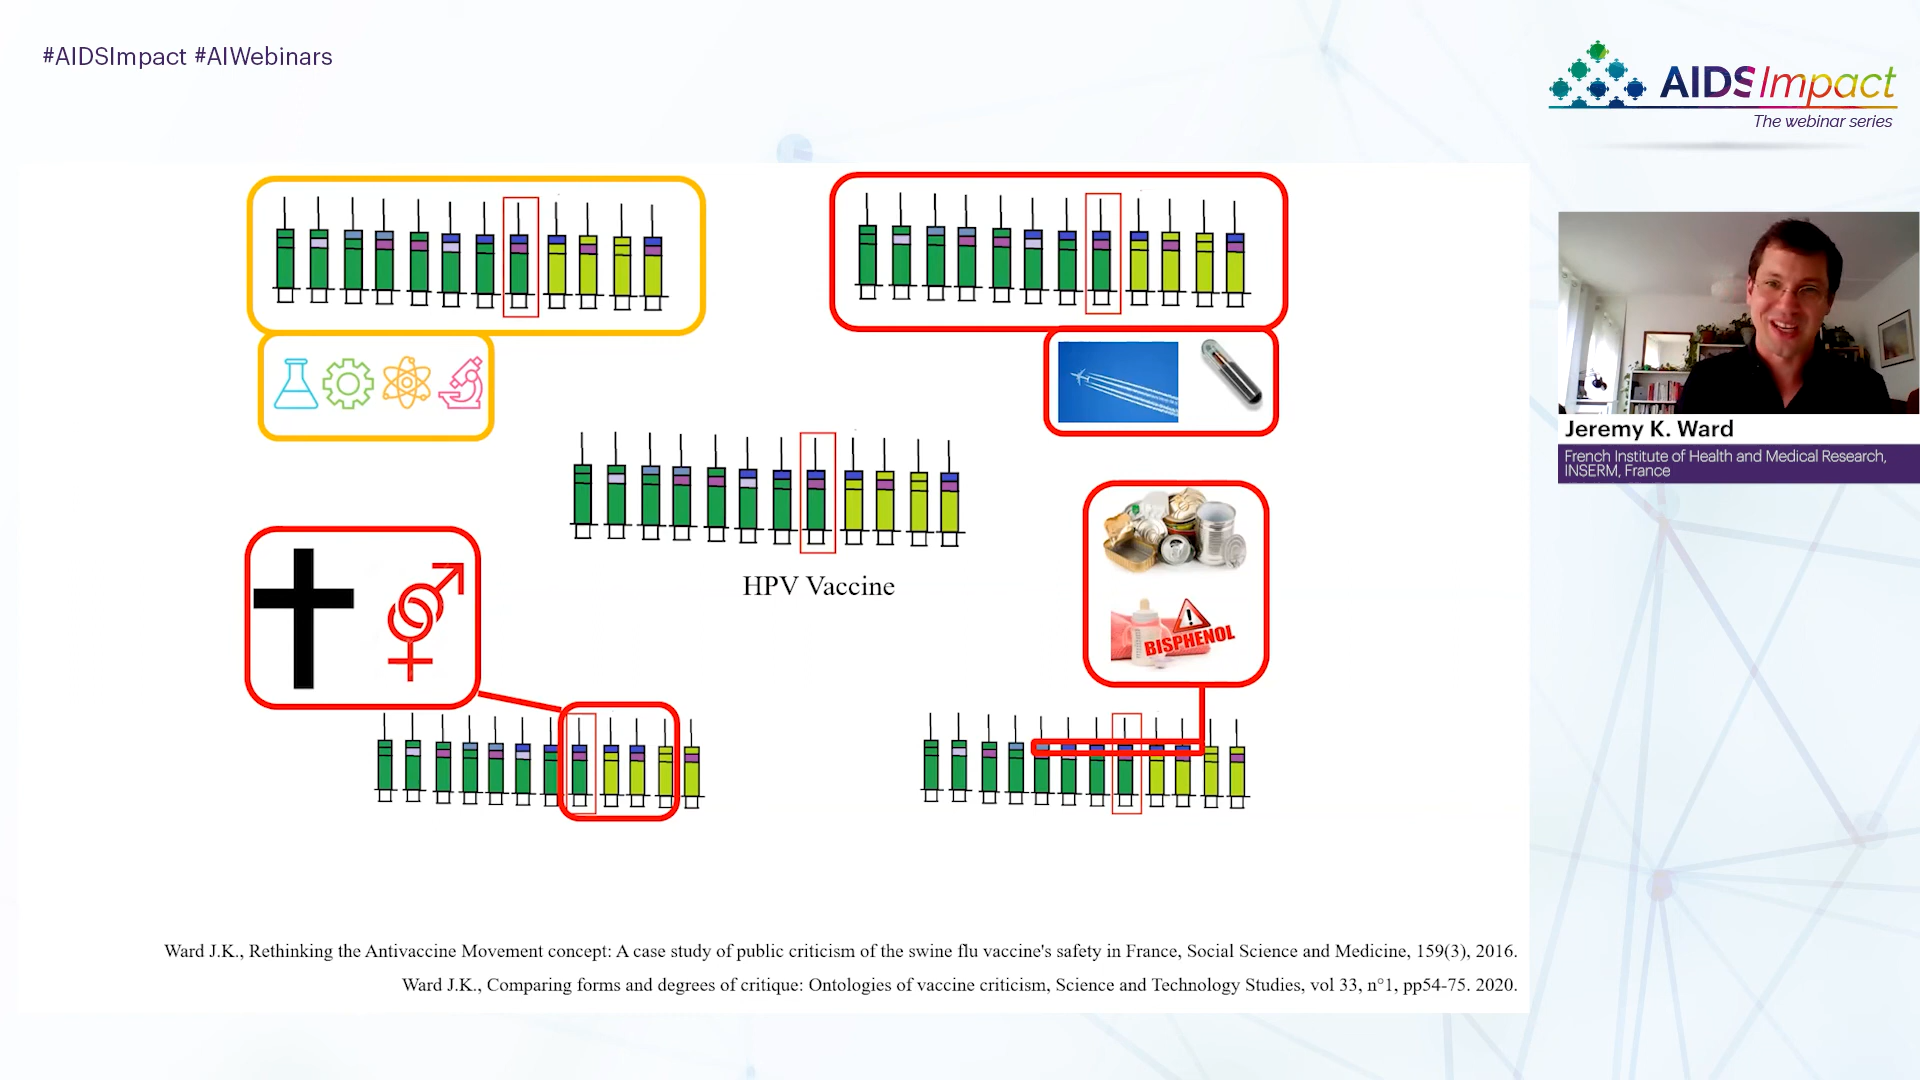 #AIDSImpact #AIWebinars
AIDSImpact
The webinar series
Jeremy K. Ward
French Institute of Health and Medical Research,
INSERM, France
HPV Vaccine
BISPHENOL
Ward J.K., Rethinking the Antivaccine Movement concept: A case study of public criticism of the swine flu vaccine's safety in France, Social Science and Medicine, 159(3), 2016.
Ward J.K., Comparing forms and degrees of critique: Ontologies of vaccine criticism, Science and Technology Studies, vol 33, n°1, pp54-75. 2020.